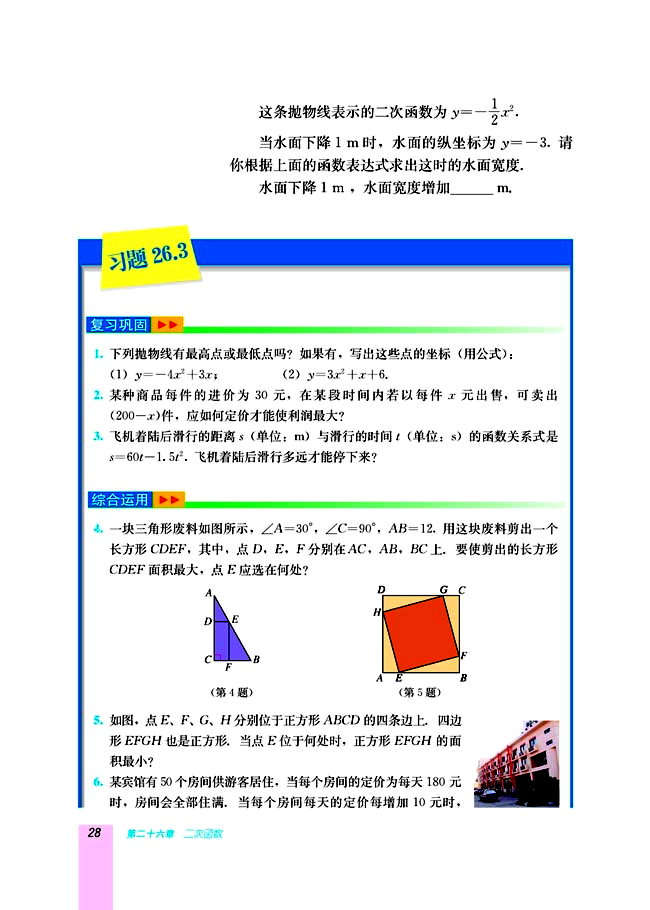 这条抛物线表示的二次函数为 y=-1/2x².
当水面下降 1 m 时，水面的纵坐标为 y=-3. 请
你根据上面的函数表达式求出这时的水面宽度.
水面下降 1 m ，水面宽度增加______ m.
习题 26.3
复习巩固
1. 下列抛物线有最高点或最低点吗？如果有，写出这些点的坐标（用公式）：
（1）y=-4x²+3x； （2）y=3x²+x+6.
2. 某种商品每件的进价为 30 元，在某段时间内若以每件 x 元出售，可卖出
(200-x)件，应如何定价才能使利润最大？
3. 飞机着陆后滑行的距离 s（单位：m）与滑行的时间 t（单位：s）的函数关系式是
s=60t-1.5t². 飞机着陆后滑行多远才能停下来？
综合运用
4. 一块三角形废料如图所示，∠A=30°，∠C=90°，AB=12. 用这块废料剪出一个
长方形 CDEF，其中，点 D，E，F 分别在 AC，AB，BC 上. 要使剪出的长方形
CDEF 面积最大，点 E 应选在何处？
A
D E
C F B
（第 4 题）
D G C
H
F
A E B
（第 5 题）
5. 如图，点 E、F、G、H 分别位于正方形 ABCD 的四条边上. 四边
形 EFGH 也是正方形. 当点 E 位于何处时，正方形 EFGH 的面
积最小？
6. 某宾馆有 50 个房间供游客居住，当每个房间的定价为每天 180 元
时，房间会全部住满. 当每个房间每天的定价每增加 10 元时，
28 第二十六章 二次函数